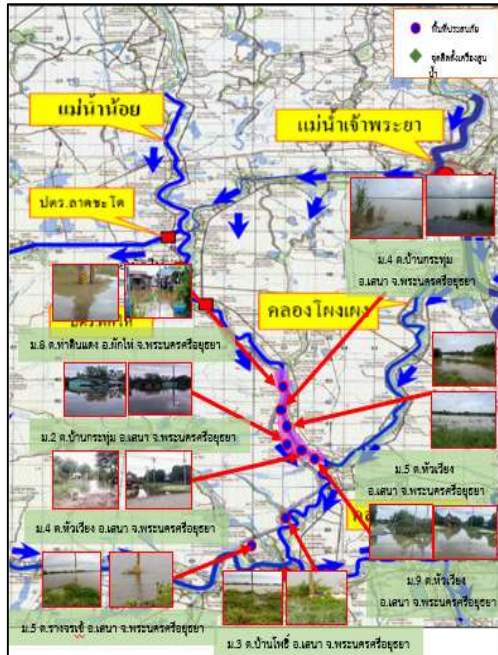 พื้นที่ประสบภัย
จุดติดตั้งเครื่องสูบ
น้ำ
แม่น้ำน้อย
แม่น้ำเจ้าพระยา
ปตร.ลาดชะโด
ม.4 ต.บ้านกระทุ่ม
อ.เสนา จ.พระนครศรีอยุธยา
คลองโผงเผง
ม.8 ต.ท่าดินแดง อ.ผักไห่ จ.พระนครศรีอยุธยา
ม.2 ต.บ้านกระทุ่ม อ.เสนา จ.พระนครศรีอยุธยา
ม.5 ต.หัวเวียง
อ.เสนา จ.พระนครศรีอยุธยา
ม.4 ต.หัวเวียง อ.เสนา จ.พระนครศรีอยุธยา
ม.9 ต.หัวเวียง
อ.เสนา จ.พระนครศรีอยุธยา
ม.5 ต.รางจรเข้ อ.เสนา จ.พระนครศรีอยุธยา
ม.3 ต.บ้านโพธิ์ อ.เสนา จ.พระนครศรีอยุธยา